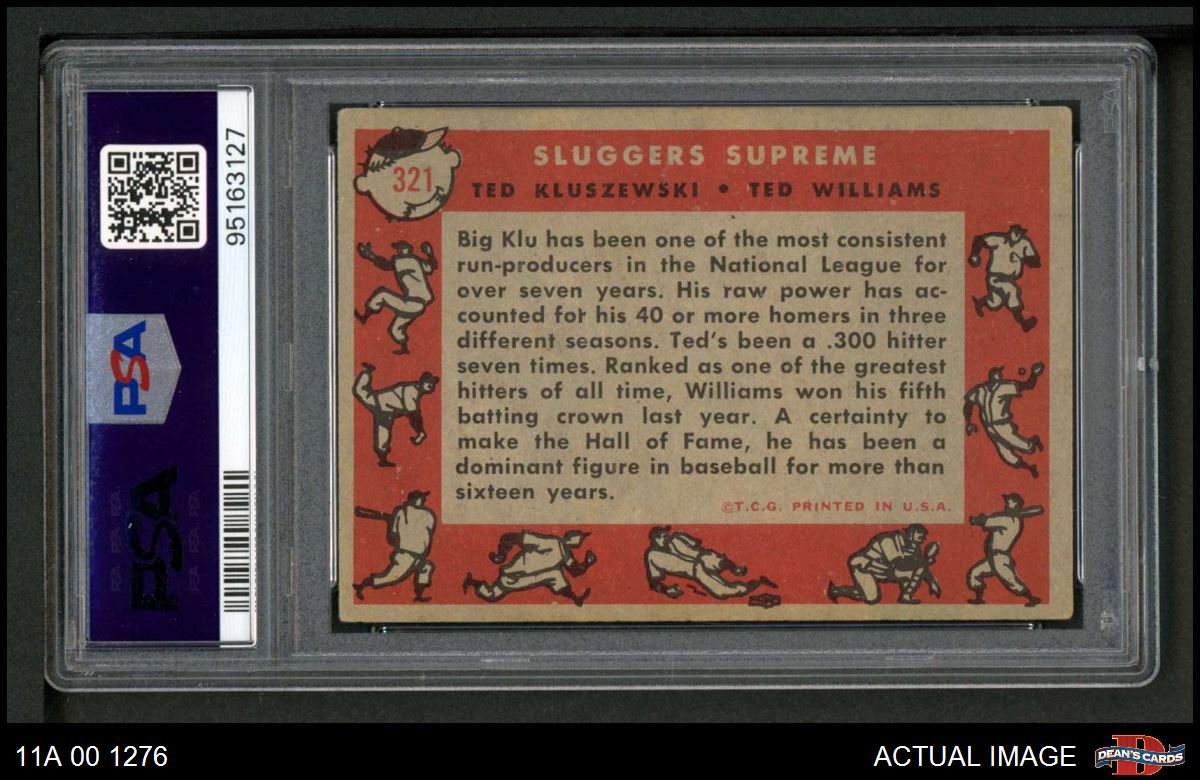 95163127
PSA
PSA
321
SLUGGERS SUPREME
TED KLUSZEWSKI • TED WILLIAMS
Big Klu has been one of the most consistent
run-producers in the National League for
over seven years. His raw power has ac-
counted for his 40 or more homers in three
different seasons. Ted's been a .300 hitter
seven times. Ranked as one of the greatest
hitters of all time, Williams won his fifth
batting crown last year. A certainty to
make the Hall of Fame, he has been a
dominant figure in baseball for more than
sixteen years.
©T.C.G. PRINTED IN U.S.A.
11A 00 1276
ACTUAL IMAGE
DEAN'S CARDS